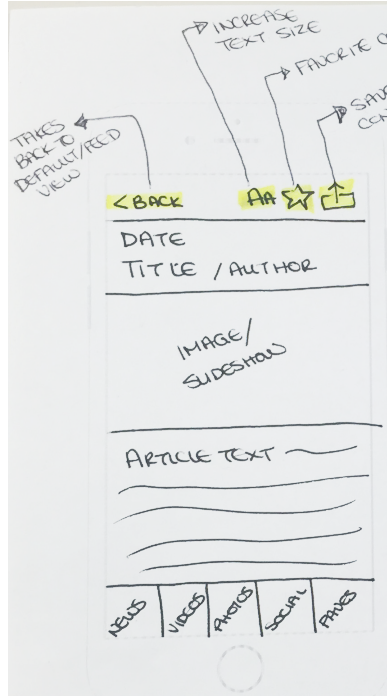 INCREASE
TEXT SIZE
FAVORITE
TAKES
BACK TO
DEFAULT/FEED
VIEW
< BACK
AA
DATE
TITLE / AUTHOR
IMAGE/
SLIDESHOW
ARTICLE TEXT
NEWS
VIDEOS
PHOTOS
SOCIAL